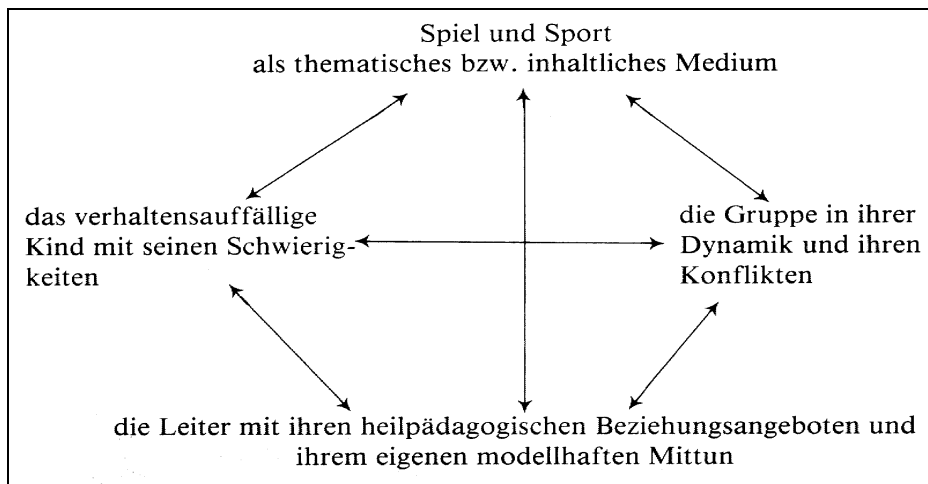 Spiel und Sport
als thematisches bzw. inhaltliches Medium
das verhaltensauffällige
Kind mit seinen Schwierig-
keiten
die Gruppe in ihrer
Dynamik und ihren
Konflikten
die Leiter mit ihren heilpädagogischen Beziehungsangeboten und
ihrem eigenen modellhaften Mittun